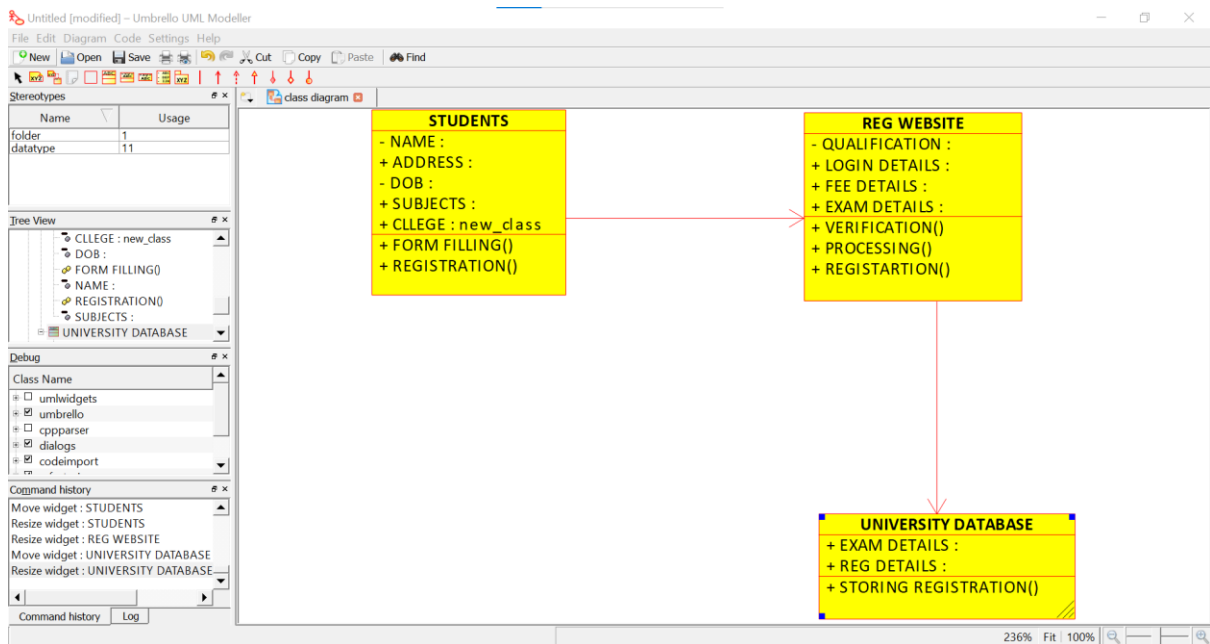 Untitled [modified] – Umbrello UML Modeller
File Edit Diagram Code Settings Help
New Open Save Cut Copy Paste Find
Stereotypes
Name Usage
folder 1
datatype 11
Tree View
CLLEGE : new_class
DOB :
FORM FILLING()
NAME :
REGISTRATION()
SUBJECTS :
UNIVERSITY DATABASE
Debug
Class Name
umlwidgets
umbrello
cppparser
dialogs
codeimport
Command history
Move widget : STUDENTS
Resize widget : STUDENTS
Resize widget : REG WEBSITE
Move widget : UNIVERSITY DATABASE
Resize widget : UNIVERSITY DATABASE
Command history Log
class diagram
STUDENTS
- NAME :
+ ADDRESS :
- DOB :
+ SUBJECTS :
+ CLLEGE : new_class
+ FORM FILLING()
+ REGISTRATION()
REG WEBSITE
- QUALIFICATION :
+ LOGIN DETAILS :
+ FEE DETAILS :
+ EXAM DETAILS :
+ VERIFICATION()
+ PROCESSING()
+ REGISTARTION()
UNIVERSITY DATABASE
+ EXAM DETAILS :
+ REG DETAILS :
+ STORING REGISTRATION()
236% Fit 100%